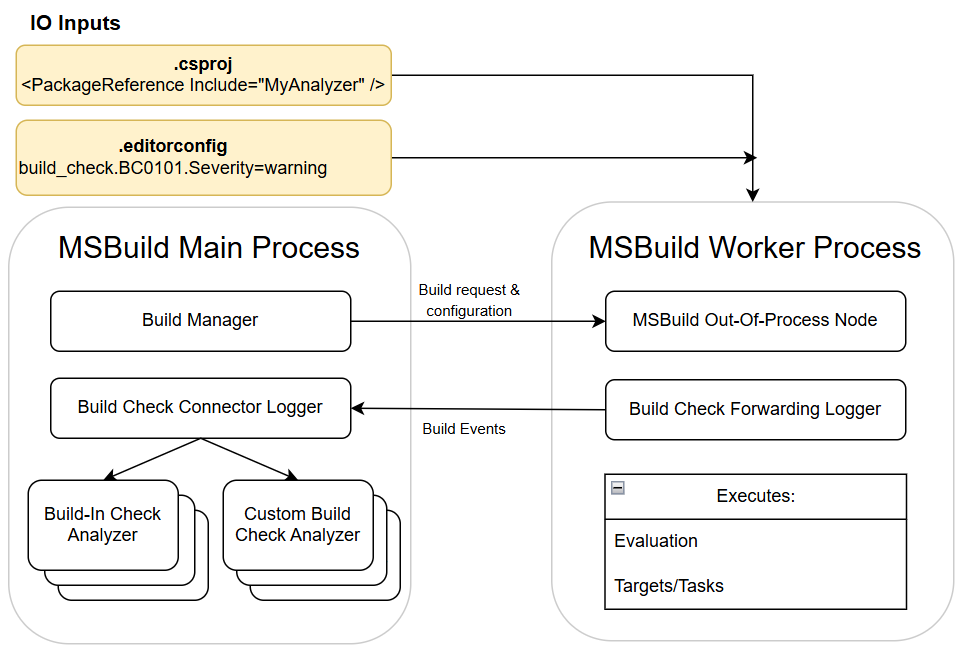 IO Inputs
.csproj
<PackageReference Include="MyAnalyzer" />
.editorconfig
build_check.BC0101.Severity=warning
MSBuild Main Process
Build Manager
Build Check Connector Logger
Build-In Check
Analyzer
Custom Build
Check Analyzer
Build request &
configuration
Build Events
MSBuild Worker Process
MSBuild Out-Of-Process Node
Build Check Forwarding Logger
Executes:
Evaluation
Targets/Tasks